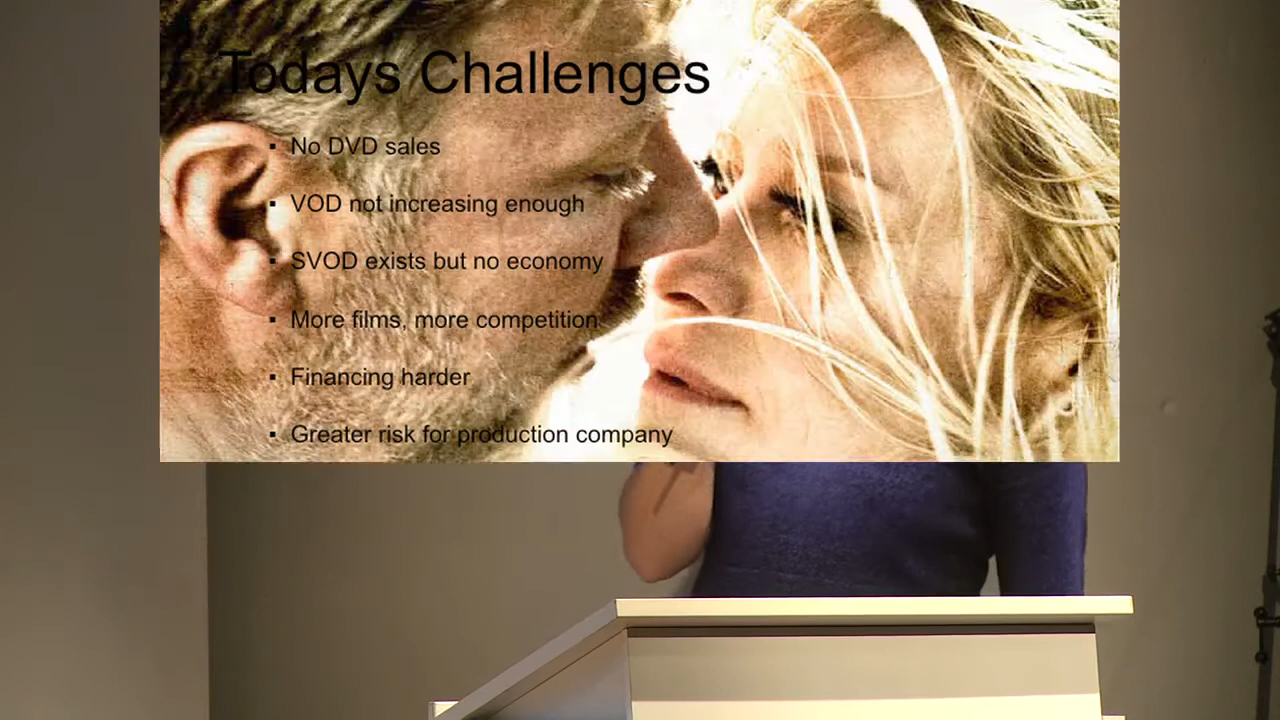 Todays Challenges
▪ No DVD sales
▪ VOD not increasing enough
▪ SVOD exists but no economy
▪ More films, more competition
▪ Financing harder
▪ Greater risk for production company